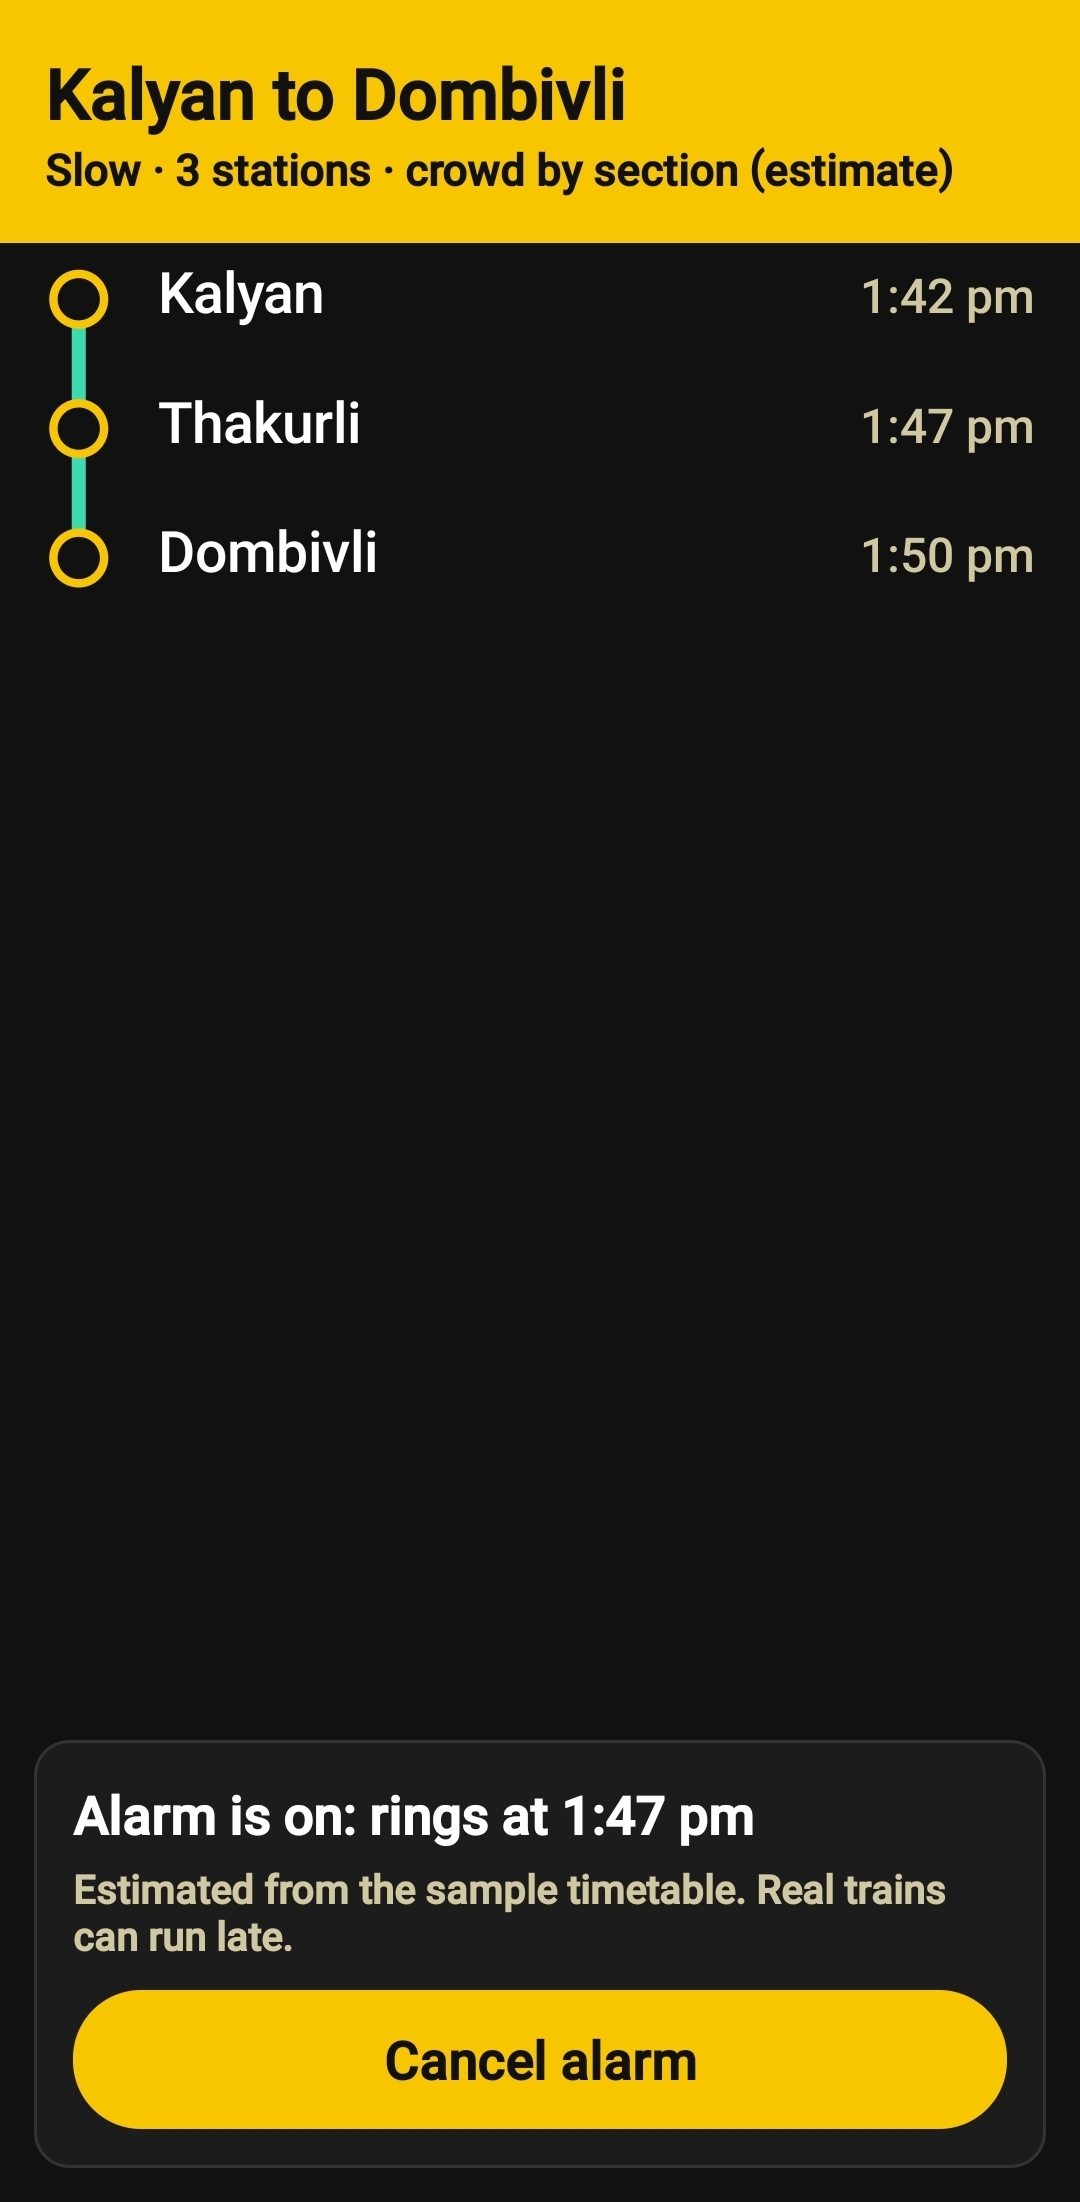 Kalyan to Dombivli
Slow · 3 stations · crowd by section (estimate)
Kalyan 1:42 pm
Thakurli 1:47 pm
Dombivli 1:50 pm
Alarm is on: rings at 1:47 pm
Estimated from the sample timetable. Real trains
can run late.
Cancel alarm